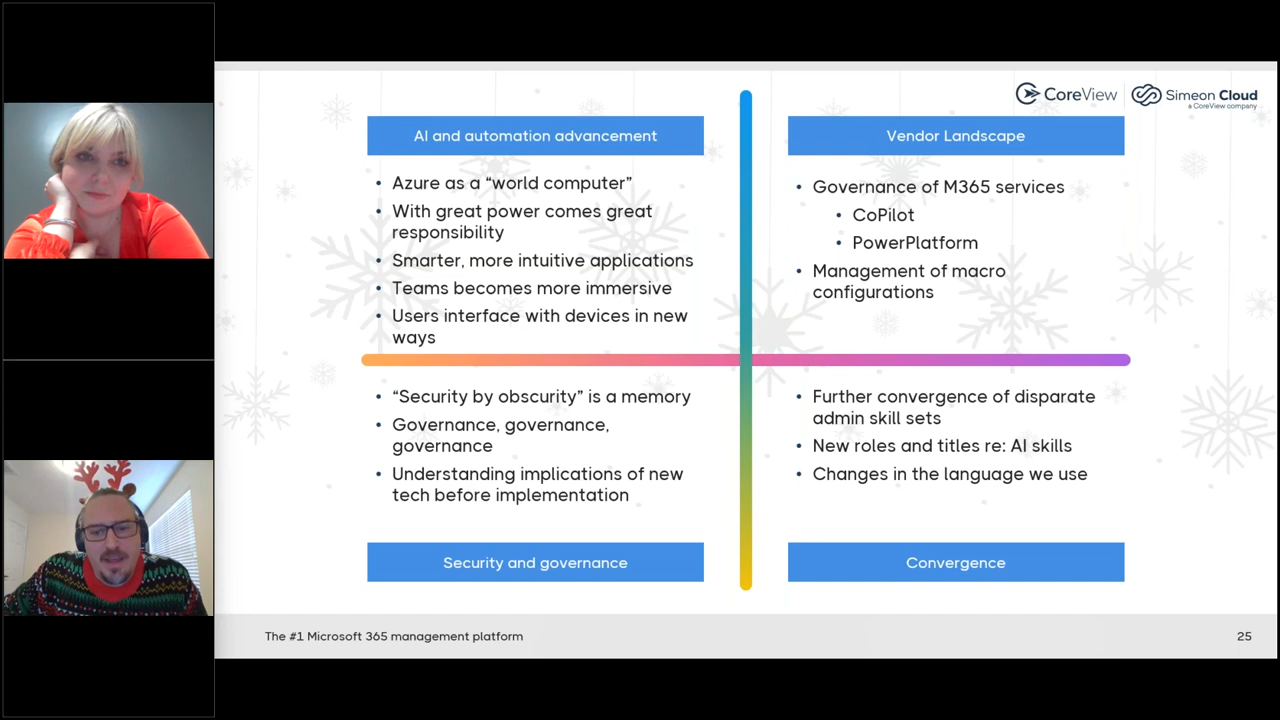 CoreView
Simeon Cloud
a CoreView company
AI and automation advancement
• Azure as a “world computer”
• With great power comes great
responsibility
• Smarter, more intuitive applications
• Teams becomes more immersive
• Users interface with devices in new
ways
Vendor Landscape
• Governance of M365 services
• CoPilot
• PowerPlatform
• Management of macro
configurations
• “Security by obscurity” is a memory
• Governance, governance,
governance
• Understanding implications of new
tech before implementation
Security and governance
• Further convergence of disparate
admin skill sets
• New roles and titles re: AI skills
• Changes in the language we use
Convergence
The #1 Microsoft 365 management platform
25